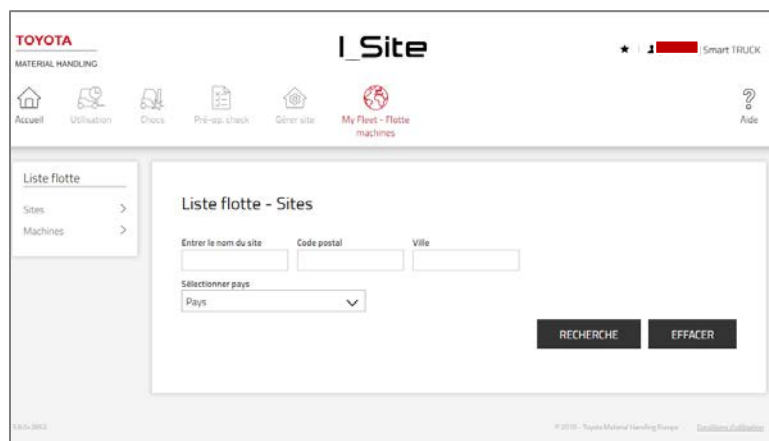 TOYOTA
MATERIAL HANDLING
I_Site
Smart TRUCK
Accueil
Utilisation
Chocs
Pré-op. check
Gérer site
My Fleet - Flotte
machines
Aide
Liste flotte
Sites
Machines
Liste flotte - Sites
Entrer le nom du site
Code postal
Ville
Sélectionner pays
Pays
RECHERCHE
EFFACER
Toyota Material Handling Europe
Conditions d'utilisation